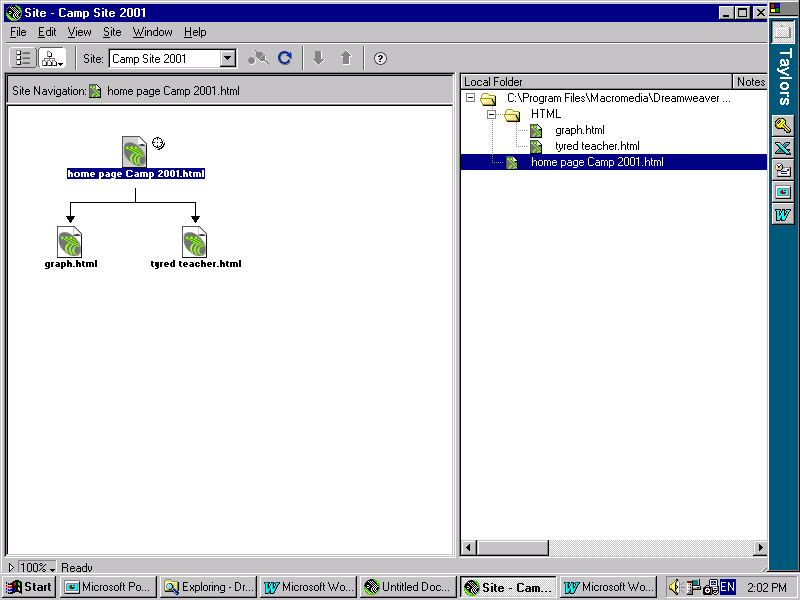 Site - Camp Site 2001
File Edit View Site Window Help
Site: Camp Site 2001
Site Navigation: home page Camp 2001.html
home page Camp 2001.html
graph.html
tyred teacher.html
Local Folder Notes
C:\Program Files\Macromedia\Dreamweaver ...
HTML
graph.html
tyred teacher.html
home page Camp 2001.html
Taylors
100% Ready
Start Microsoft Po... Exploring - Dr... Microsoft Wo... Untitled Doc... Site - Cam... Microsoft Wo... EN 2:02 PM